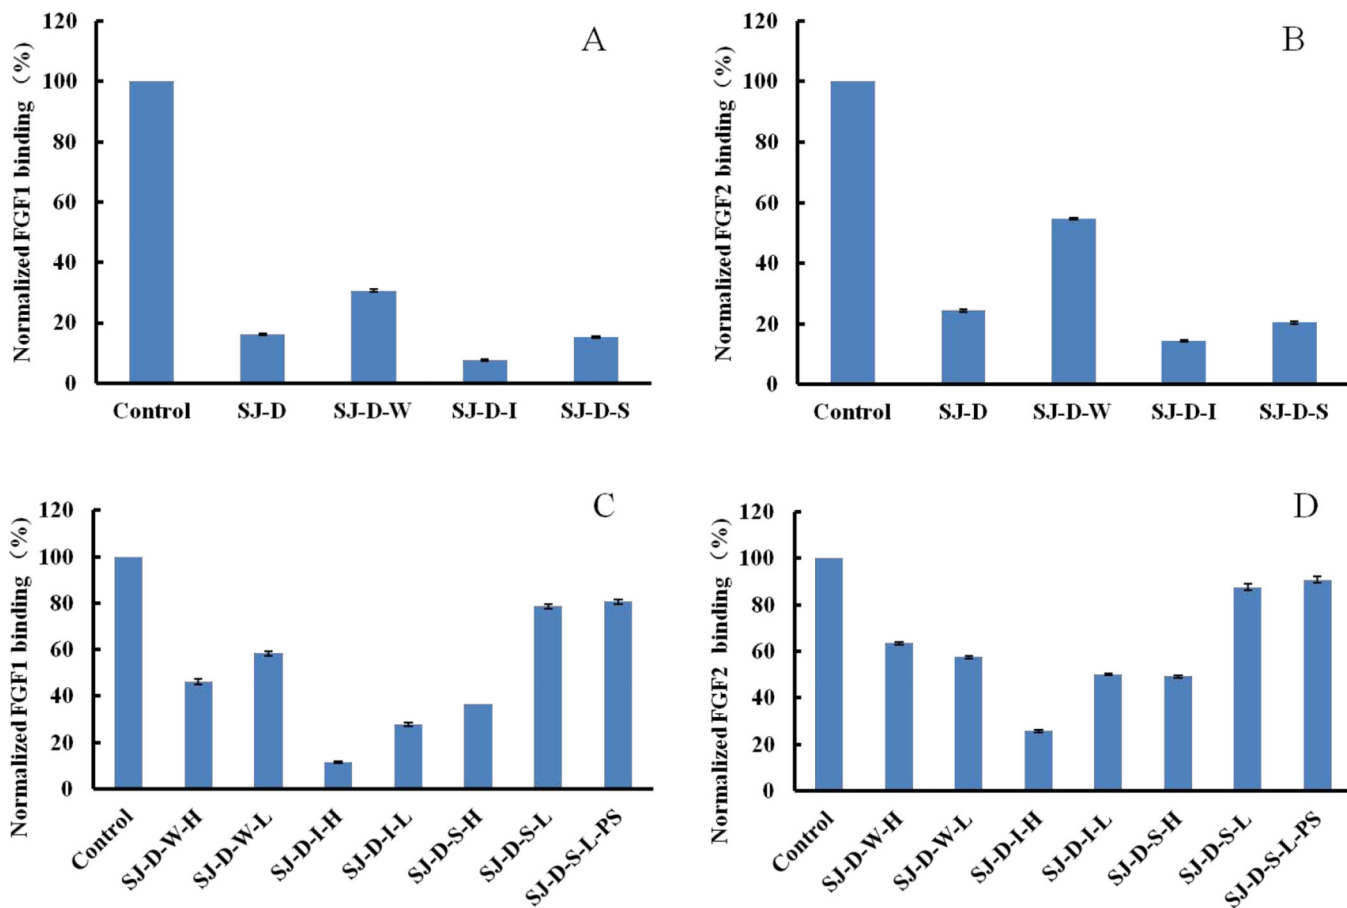 A
Normalized FGF1 binding（%）
120
100
80
60
40
20
0
Control SJ-D SJ-D-W SJ-D-I SJ-D-S
B
Normalized FGF2 binding（%）
120
100
80
60
40
20
0
Control SJ-D SJ-D-W SJ-D-I SJ-D-S
C
Normalized FGF1 binding（%）
120
100
80
60
40
20
0
Control SJ-D-W-H SJ-D-W-L SJ-D-I-H SJ-D-I-L SJ-D-S-H SJ-D-S-L SJ-D-S-L-PS
D
Normalized FGF2 binding（%）
120
100
80
60
40
20
0
Control SJ-D-W-H SJ-D-W-L SJ-D-I-H SJ-D-I-L SJ-D-S-H SJ-D-S-L SJ-D-S-L-PS